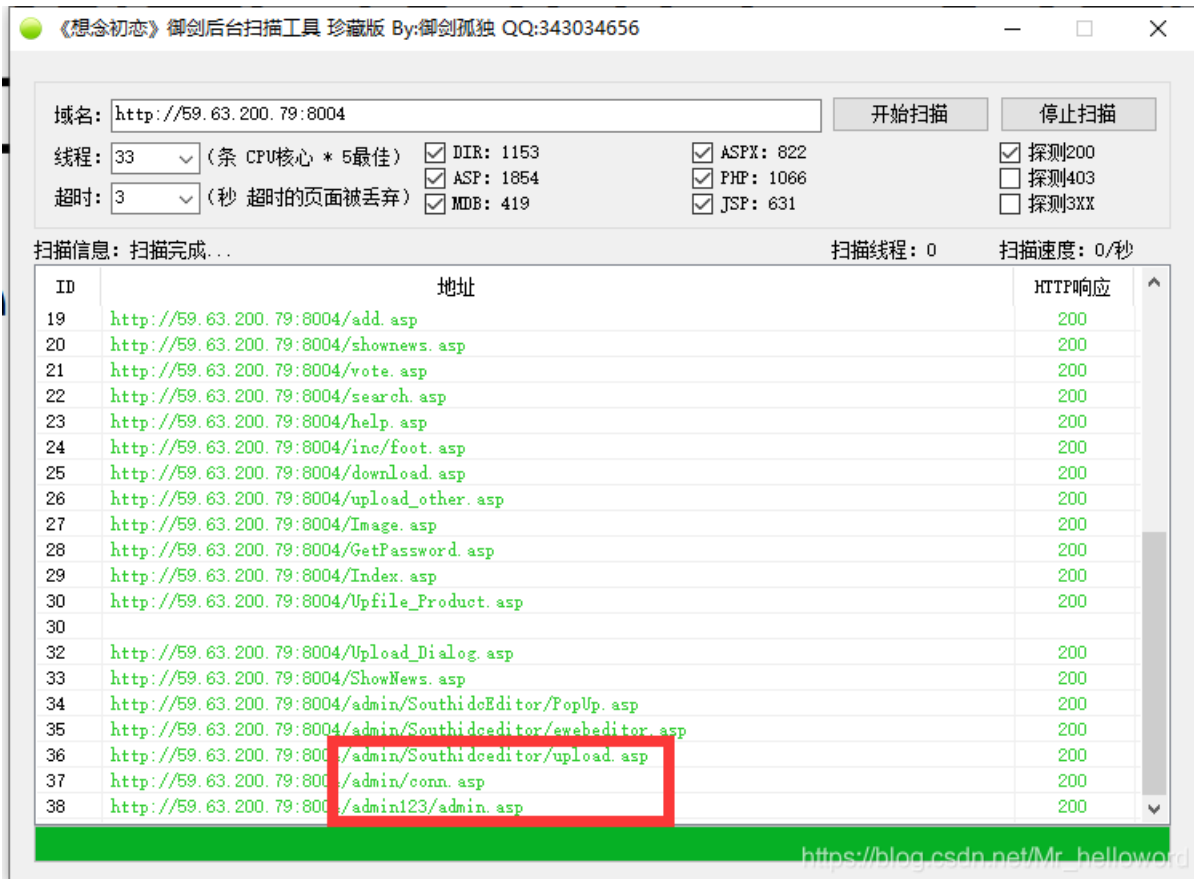 《想念初恋》御剑后台扫描工具 珍藏版 By:御剑孤独 QQ:343034656
域名: http://59.63.200.79:8004 开始扫描 停止扫描
线程: 33 (条 CPU核心 * 5最佳) DIR: 1153 ASPX: 822 探测200
ASP: 1854 PHP: 1066 探测403
超时: 3 (秒 超时的页面被丢弃) MDB: 419 JSP: 631 探测3XX
扫描信息: 扫描完成... 扫描线程: 0 扫描速度: 0/秒
ID 地址 HTTP响应
19 http://59.63.200.79:8004/add.asp 200
20 http://59.63.200.79:8004/shownews.asp 200
21 http://59.63.200.79:8004/vote.asp 200
22 http://59.63.200.79:8004/search.asp 200
23 http://59.63.200.79:8004/help.asp 200
24 http://59.63.200.79:8004/inc/foot.asp 200
25 http://59.63.200.79:8004/download.asp 200
26 http://59.63.200.79:8004/upload_other.asp 200
27 http://59.63.200.79:8004/Image.asp 200
28 http://59.63.200.79:8004/GetPassword.asp 200
29 http://59.63.200.79:8004/Index.asp 200
30 http://59.63.200.79:8004/Upfile_Product.asp 200
30
32 http://59.63.200.79:8004/Upload_Dialog.asp 200
33 http://59.63.200.79:8004/ShowNews.asp 200
34 http://59.63.200.79:8004/admin/SouthidcEditor/PopUp.asp 200
35 http://59.63.200.79:8004/admin/Southidceditor/ewebeditor.asp 200
36 http://59.63.200.79:8004/admin/Southidceditor/upload.asp 200
37 http://59.63.200.79:8004/admin/conn.asp 200
38 http://59.63.200.79:8004/admin123/admin.asp 200
https://blog.csdn.net/Mr_helloword